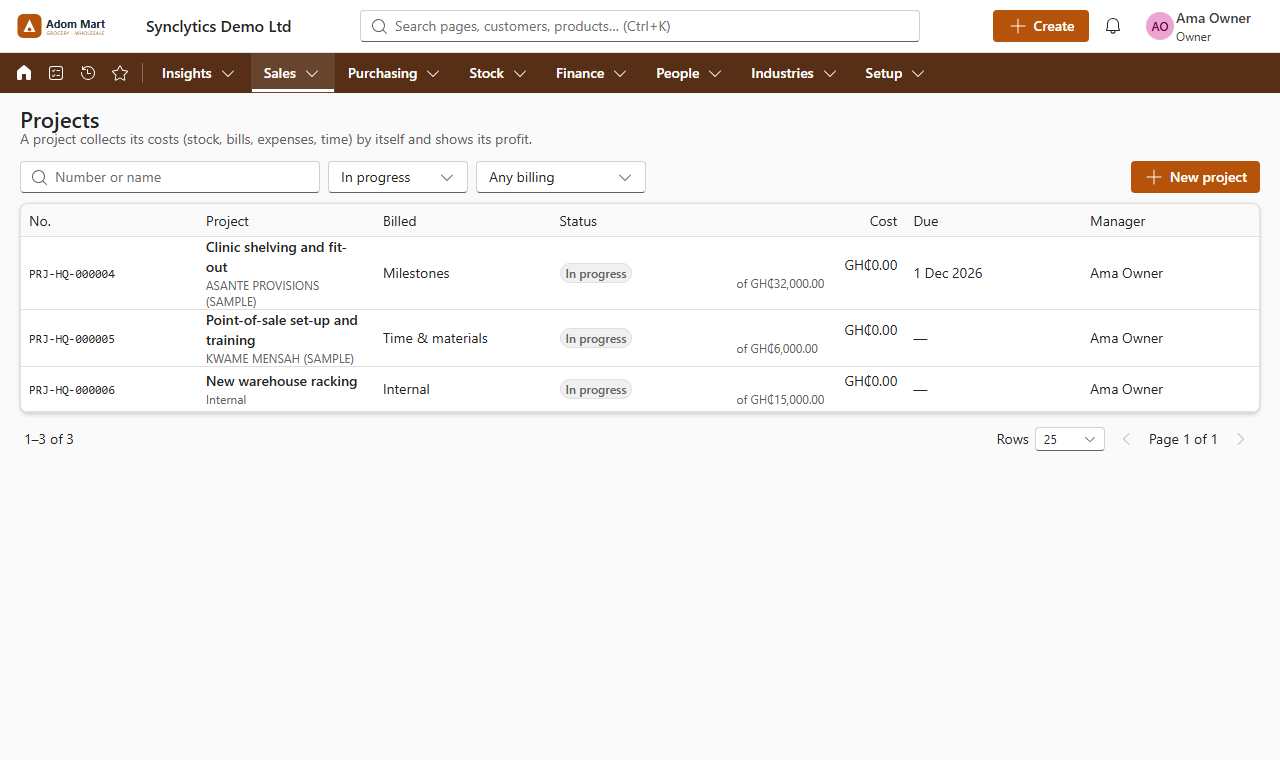 Adom Mart
GROCERY · WHOLESALE
Synclytics Demo Ltd
Search pages, customers, products... (Ctrl+K)
Create
AO
Ama Owner
Owner
Insights
Sales
Purchasing
Stock
Finance
People
Industries
Setup
Projects
A project collects its costs (stock, bills, expenses, time) by itself and shows its profit.
Number or name
In progress
Any billing
New project
No. Project Billed Status Cost Due Manager
PRJ-HQ-000004
Clinic shelving and fit-
out
ASANTE PROVISIONS
(SAMPLE)
Milestones
In progress
GH₵0.00
of GH₵32,000.00
1 Dec 2026
Ama Owner
PRJ-HQ-000005
Point-of-sale set-up and
training
KWAME MENSAH (SAMPLE)
Time & materials
In progress
GH₵0.00
of GH₵6,000.00
—
Ama Owner
PRJ-HQ-000006
New warehouse racking
Internal
Internal
In progress
GH₵0.00
of GH₵15,000.00
—
Ama Owner
1–3 of 3
Rows 25
Page 1 of 1